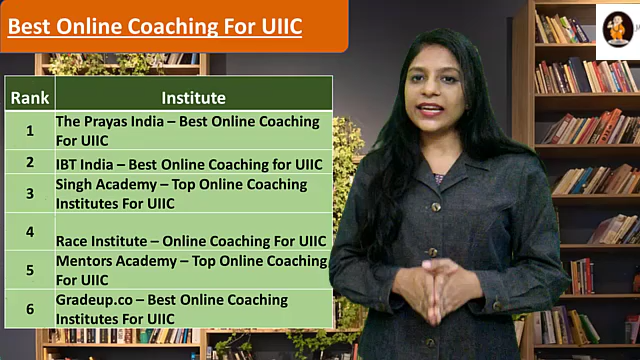 Best Online Coaching For UIIC
Rank Institute
1 The Prayas India – Best Online Coaching
For UIIC
2 IBT India – Best Online Coaching for UIIC
3 Singh Academy – Top Online Coaching
Institutes For UIIC
4 Race Institute – Online Coaching For UIIC
5 Mentors Academy – Top Online Coaching
For UIIC
6 Gradeup.co – Best Online Coaching
Institutes For UIIC